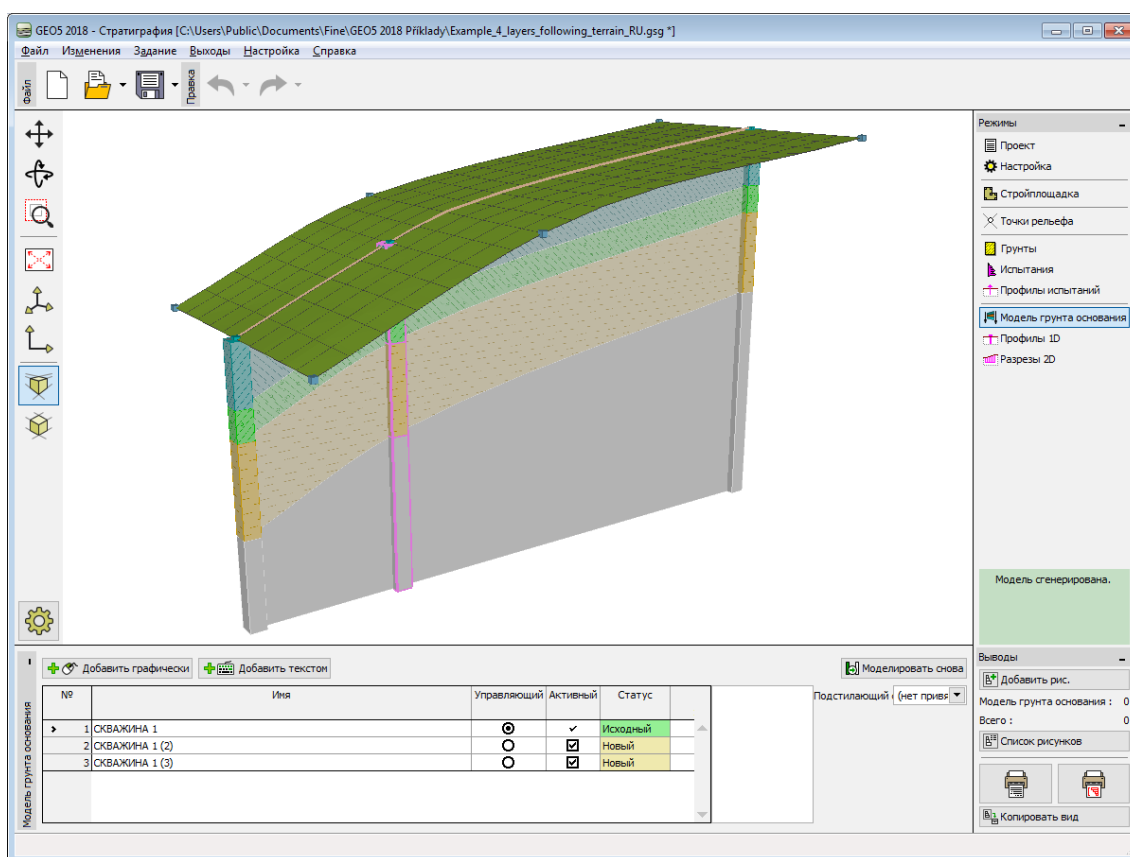 GEO5 2018 - Стратиграфия [C:\Users\Public\Documents\Fine\GEO5 2018 Příklady\Example_4_layers_following_terrain_RU.gsg *]
Файл Изменения Задание Выходы Настройка Справка
Файл
Правка
Режимы
Проект
Настройка
Стройплощадка
Точки рельефа
Грунты
Испытания
Профилы испытаний
Модель грунта основания
Профилы 1D
Разрезы 2D
Модель сгенерирована.
Выводы
Добавить рис.
Модель грунта основания : 0
Всего : 0
Список рисунков
Копировать вид
Модель грунта основания
Добавить графически Добавить текстом
Моделировать снова
№ Имя Управляющий Активный Статус
1 СКВАЖИНА 1 Исходный
2 СКВАЖИНА 1 (2) Новый
3 СКВАЖИНА 1 (3) Новый
Подстилающий (нет привя